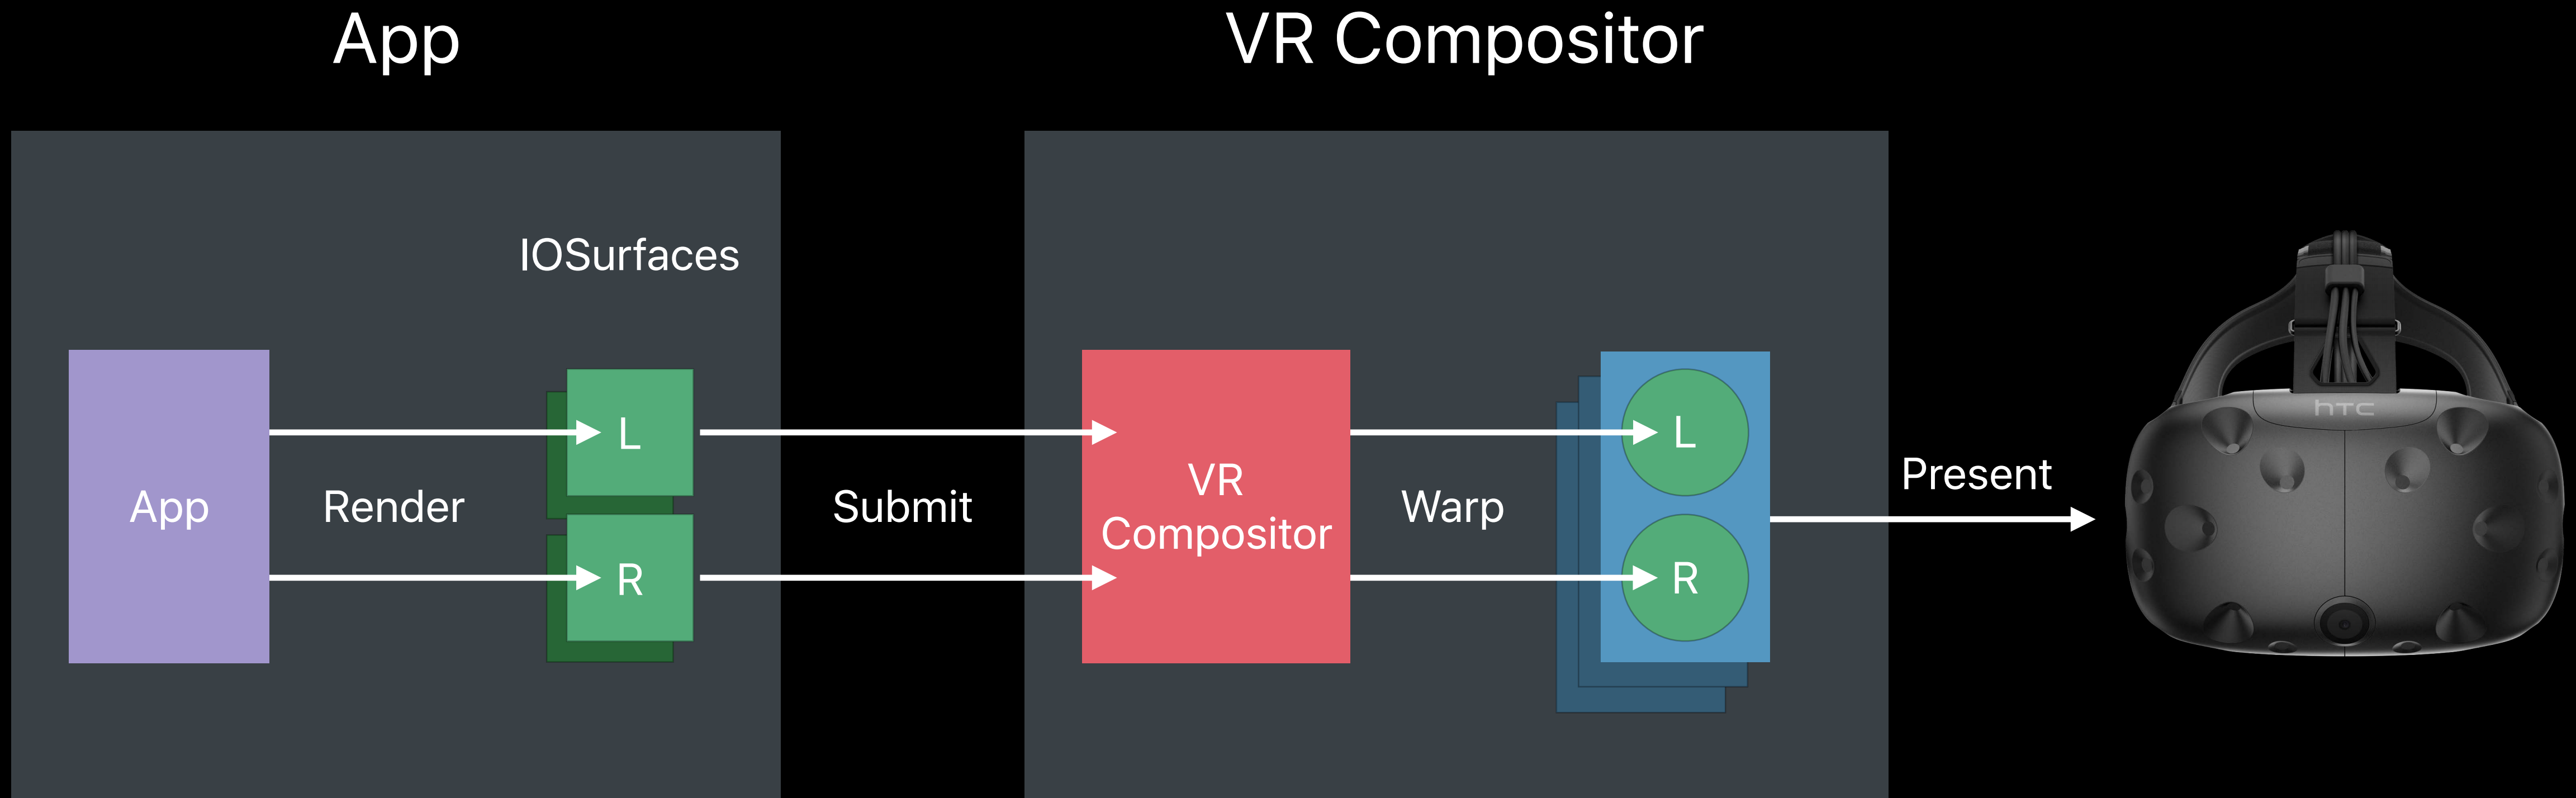 App
VR Compositor
IOSurfaces
App
Render
L
R
Submit
VR
Compositor
Warp
L
R
Present
hTC